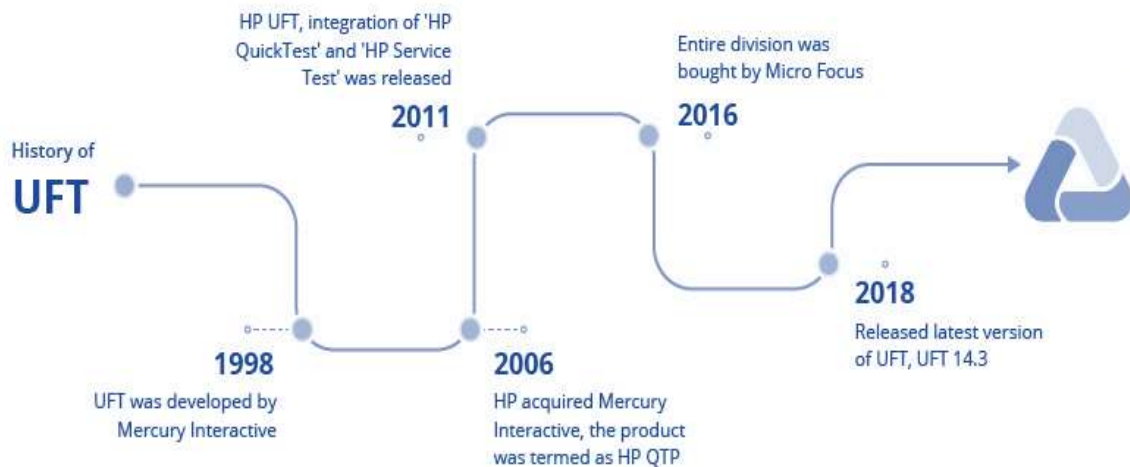 History of
UFT
1998
UFT was developed by
Mercury Interactive
2006
HP acquired Mercury
Interactive, the product
was termed as HP QTP
HP UFT, integration of 'HP
QuickTest' and 'HP Service
Test' was released
2011
Entire division was
bought by Micro Focus
2016
2018
Released latest version
of UFT, UFT 14.3